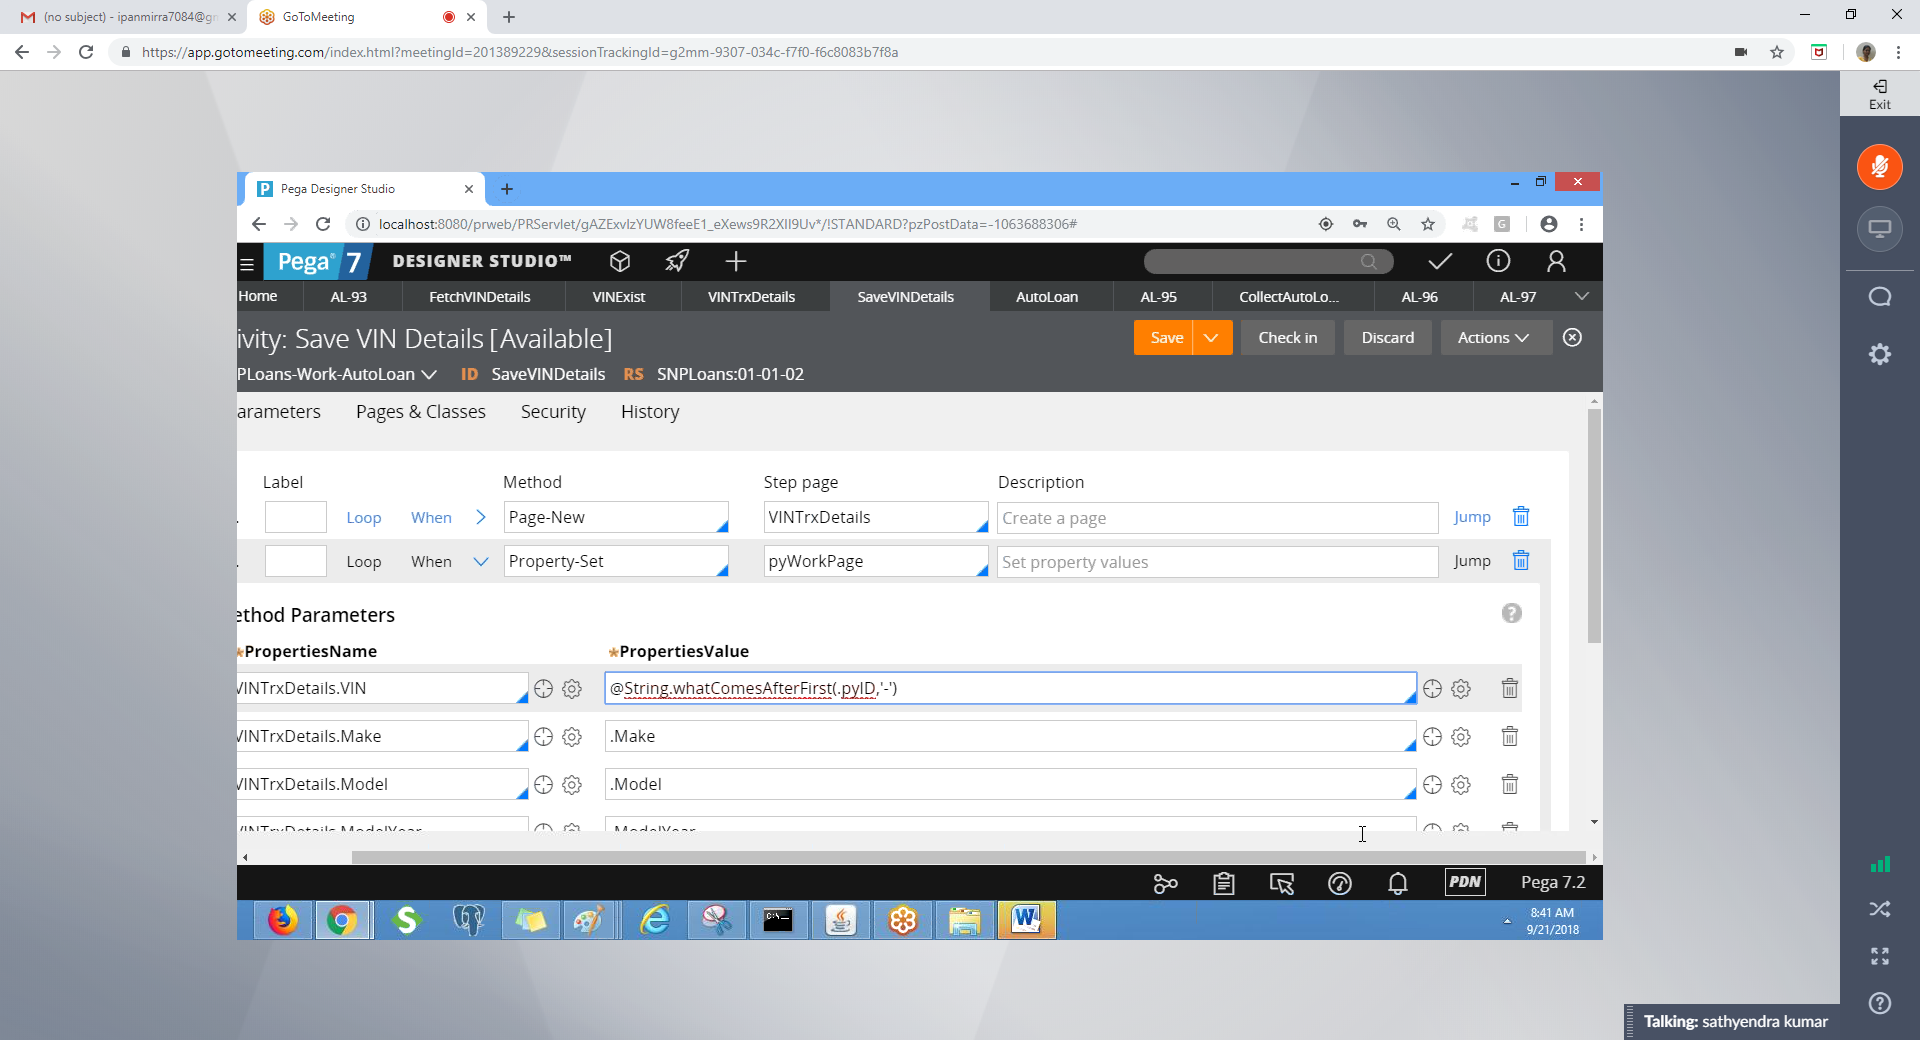 (no subject) - ipanmirra7084@gm
GoToMeeting
https://app.gotomeeting.com/index.html?meetingId=201389229&sessionTrackingId=g2mm-9307-034c-f7f0-f6c8083b7f8a
Exit
Pega Designer Studio
localhost:8080/prweb/PRServlet/gAZExvlzYUW8feeE1_eXews9R2XII9Uv*/!STANDARD?pzPostData=-1063688306#
Pega 7 DESIGNER STUDIO™
Home AL-93 FetchVINDetails VINExist VINTrxDetails SaveVINDetails AutoLoan AL-95 CollectAutoLo... AL-96 AL-97
ivity: Save VIN Details [Available]
Save Check in Discard Actions
PLoans-Work-AutoLoan ID SaveVINDetails RS SNPLoans:01-01-02
arameters Pages & Classes Security History
Label Method Step page Description
Loop When Page-New VINTrxDetails Create a page Jump
Loop When Property-Set pyWorkPage Set property values Jump
ethod Parameters
*PropertiesName *PropertiesValue
VINTrxDetails.VIN @String.whatComesAfterFirst(.pyID,'-')
VINTrxDetails.Make .Make
VINTrxDetails.Model .Model
VINTrxDetails.ModelYear .ModelYear
PDN Pega 7.2
8:41 AM
9/21/2018
Talking: sathyendra kumar